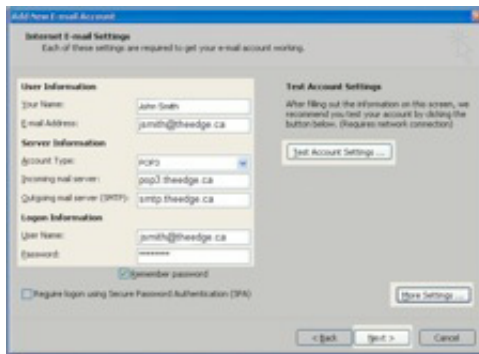 Add New E-mail Account
Internet E-mail Settings
Each of these settings are required to get your e-mail account working.
User Information
Your Name: John Smith
E-mail Address: jsmith@theedge.ca
Server Information
Account Type: POP3
Incoming mail server: pop3.theedge.ca
Outgoing mail server (SMTP): smtp.theedge.ca
Logon Information
User Name: jsmith@theedge.ca
Password: ********
Remember password
Require logon using Secure Password Authentication (SPA)
Test Account Settings
After filling out the information on this screen, we
recommend you test your account by clicking the
button below. (Requires network connection)
Test Account Settings ...
More Settings ...
< Back
Next >
Cancel